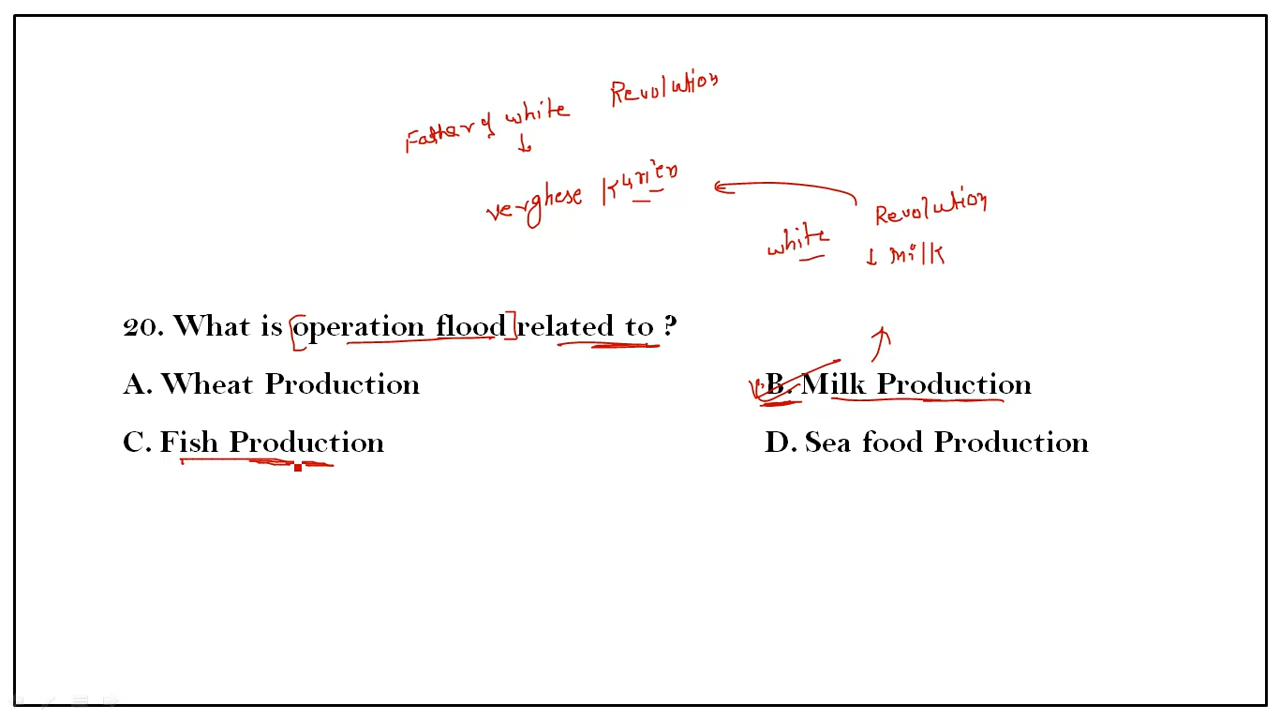 Father of white Revolution
verghese Kurien
white Revolution
↓ Milk
20. What is [operation flood] related to ?
A. Wheat Production
B. Milk Production
C. Fish Production
D. Sea food Production